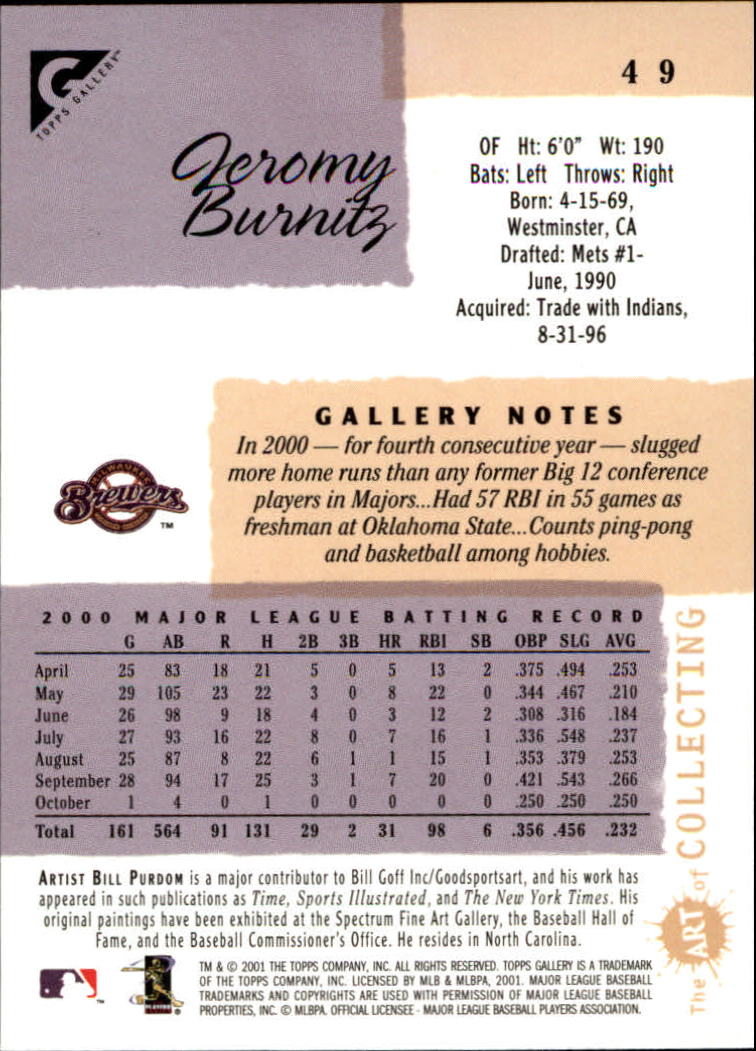 G
TOPPS GALLERY™
49
Jeromy
Burnitz
OF Ht: 6'0" Wt: 190
Bats: Left Throws: Right
Born: 4-15-69,
Westminster, CA
Drafted: Mets #1-
June, 1990
Acquired: Trade with Indians,
8-31-96
GALLERY NOTES
In 2000 — for fourth consecutive year — slugged
more home runs than any former Big 12 conference
players in Majors...Had 57 RBI in 55 games as
freshman at Oklahoma State...Counts ping-pong
and basketball among hobbies.
MILWAUKEE
Brewers
™
2000 MAJOR LEAGUE BATTING RECORD
G AB R H 2B 3B HR RBI SB OBP SLG AVG
April 25 83 18 21 5 0 5 13 2 .375 .494 .253
May 29 105 23 22 3 0 8 22 0 .344 .467 .210
June 26 98 9 18 4 0 3 12 2 .308 .316 .184
July 27 93 16 22 8 0 7 16 1 .336 .548 .237
August 25 87 8 22 6 1 1 15 1 .353 .379 .253
September 28 94 17 25 3 1 7 20 0 .421 .543 .266
October 1 4 0 1 0 0 0 0 0 .250 .250 .250
Total 161 564 91 131 29 2 31 98 6 .356 .456 .232
The ART of COLLECTING
ARTIST BILL PURDOM is a major contributor to Bill Goff Inc/Goodsportsart, and his work has
appeared in such publications as Time, Sports Illustrated, and The New York Times. His
original paintings have been exhibited at the Spectrum Fine Art Gallery, the Baseball Hall of
Fame, and the Baseball Commissioner's Office. He resides in North Carolina.
TM & © 2001 THE TOPPS COMPANY, INC. ALL RIGHTS RESERVED. TOPPS GALLERY IS A TRADEMARK
OF THE TOPPS COMPANY, INC. LICENSED BY MLB & MLBPA, 2001. MAJOR LEAGUE BASEBALL
TRADEMARKS AND COPYRIGHTS ARE USED WITH PERMISSION OF MAJOR LEAGUE BASEBALL
PROPERTIES, INC. © MLBPA. OFFICIAL LICENSEE - MAJOR LEAGUE BASEBALL PLAYERS ASSOCIATION.